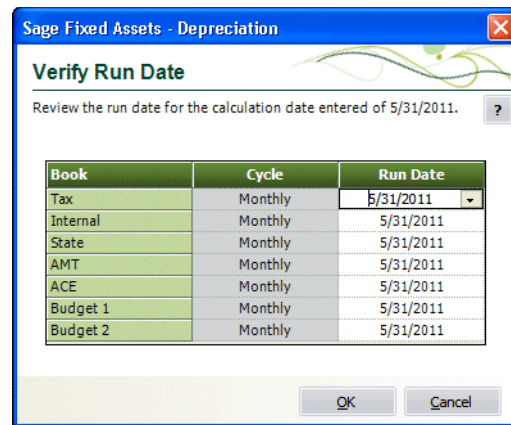 Sage Fixed Assets - Depreciation
Verify Run Date
Review the run date for the calculation date entered of 5/31/2011.
?
Book Cycle Run Date
Tax Monthly 5/31/2011
Internal Monthly 5/31/2011
State Monthly 5/31/2011
AMT Monthly 5/31/2011
ACE Monthly 5/31/2011
Budget 1 Monthly 5/31/2011
Budget 2 Monthly 5/31/2011
OK Cancel